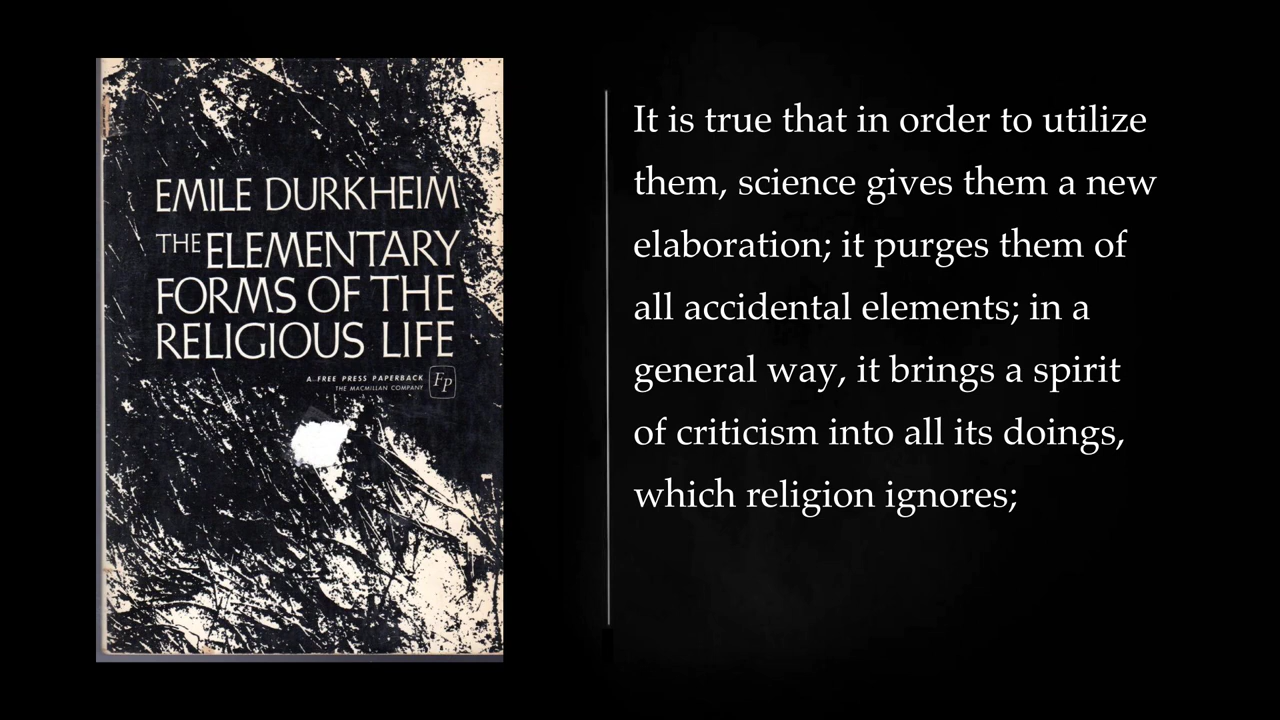 EMILE DURKHEIM
THE ELEMENTARY
FORMS OF THE
RELIGIOUS LIFE
A FREE PRESS PAPERBACK
THE MACMILLAN COMPANY
Fp
It is true that in order to utilize
them, science gives them a new
elaboration; it purges them of
all accidental elements; in a
general way, it brings a spirit
of criticism into all its doings,
which religion ignores;